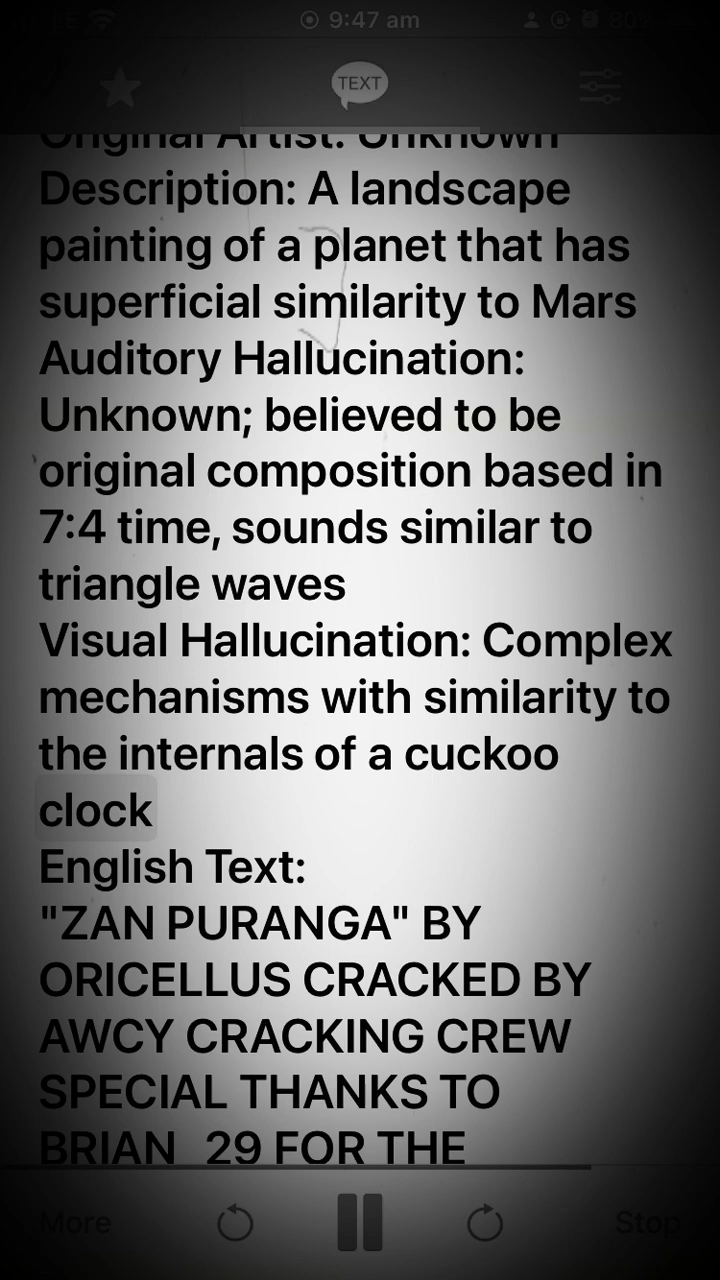 9:47 am
TEXT
Original Artist: Unknown
Description: A landscape
painting of a planet that has
superficial similarity to Mars
Auditory Hallucination:
Unknown; believed to be
original composition based in
7:4 time, sounds similar to
triangle waves
Visual Hallucination: Complex
mechanisms with similarity to
the internals of a cuckoo
clock
English Text:
"ZAN PURANGA" BY
ORICELLUS CRACKED BY
AWCY CRACKING CREW
SPECIAL THANKS TO
BRIAN_29 FOR THE
More
Stop